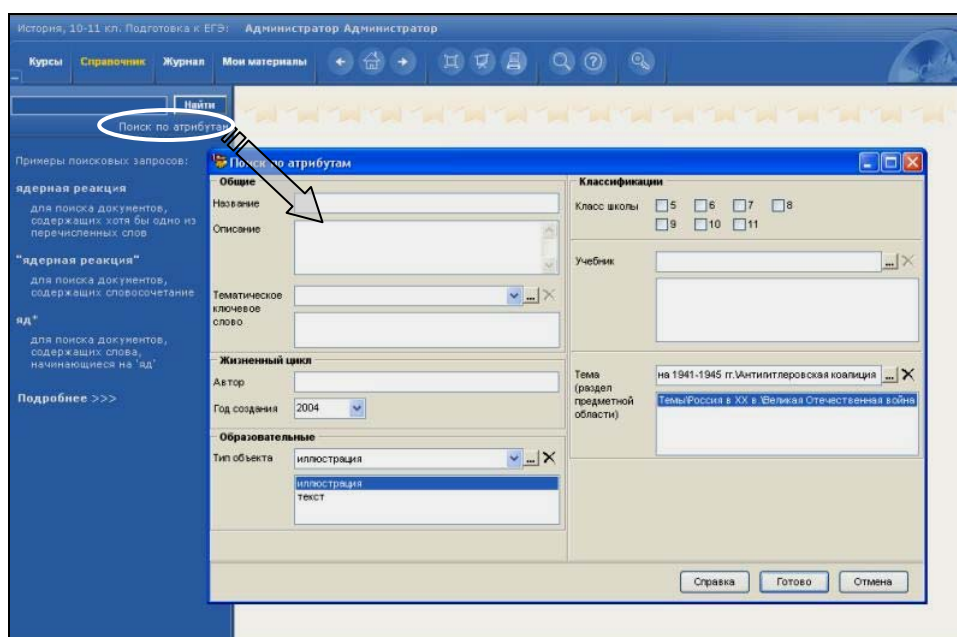 История, 10-11 кл. Подготовка к ЕГЭ: Администратор Администратор
Курсы Справочник Журнал Мои материалы
Найти
Поиск по атрибутам
Примеры поисковых запросов:
ядерная реакция
для поиска документов,
содержащих хотя бы одно из
перечисленных слов
"ядерная реакция"
для поиска документов,
содержащих словосочетание
яд*
для поиска документов,
содержащих слова,
начинающиеся на 'яд'
Подробнее >>>
Поиск по атрибутам
Общие
Название
Описание
Тематическое
ключевое
слово
Жизненный цикл
Автор
Год создания 2004
Образовательные
Тип объекта иллюстрация
иллюстрация
текст
Классификации
Класс школы 5 6 7 8
9 10 11
Учебник
Тема
(раздел
предметной
области)
на 1941-1945 гг.\Антигитлеровская коалиция
Темы\Россия в XX в.\Великая Отечественная война
Справка Готово Отмена